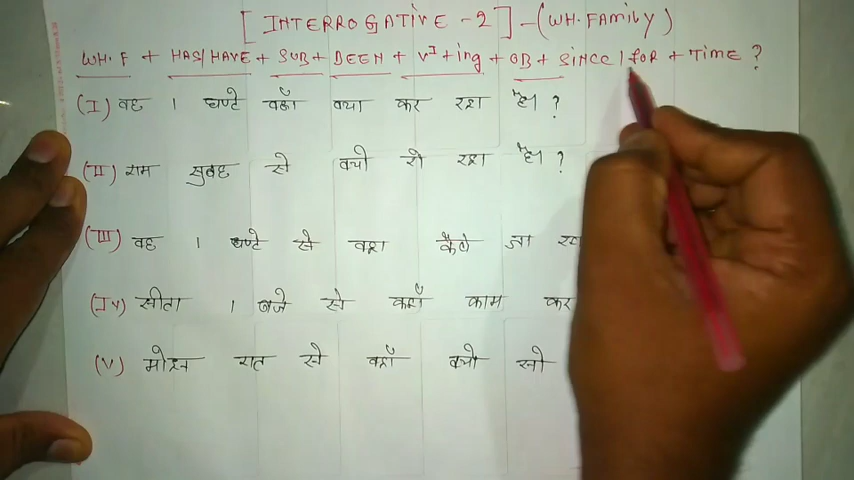 [ INTERROGATIVE - 2 ] - (WH. FAMILY)
WH.F + HAS/HAVE + SUB + BEEN + V¹ + ing + OB + SINCE / FOR + TIME ?
(I) वह 1 घण्टे वहाँ क्या कर रहा है ?
(II) राम सुबह से क्यो रो रहा है ?
(III) वह 1 घण्टे से वहा कैसे जा
(IV) सीता 1 बजे से कहाँ काम कर
(V) मोहन रात से वहाँ क्यो सो